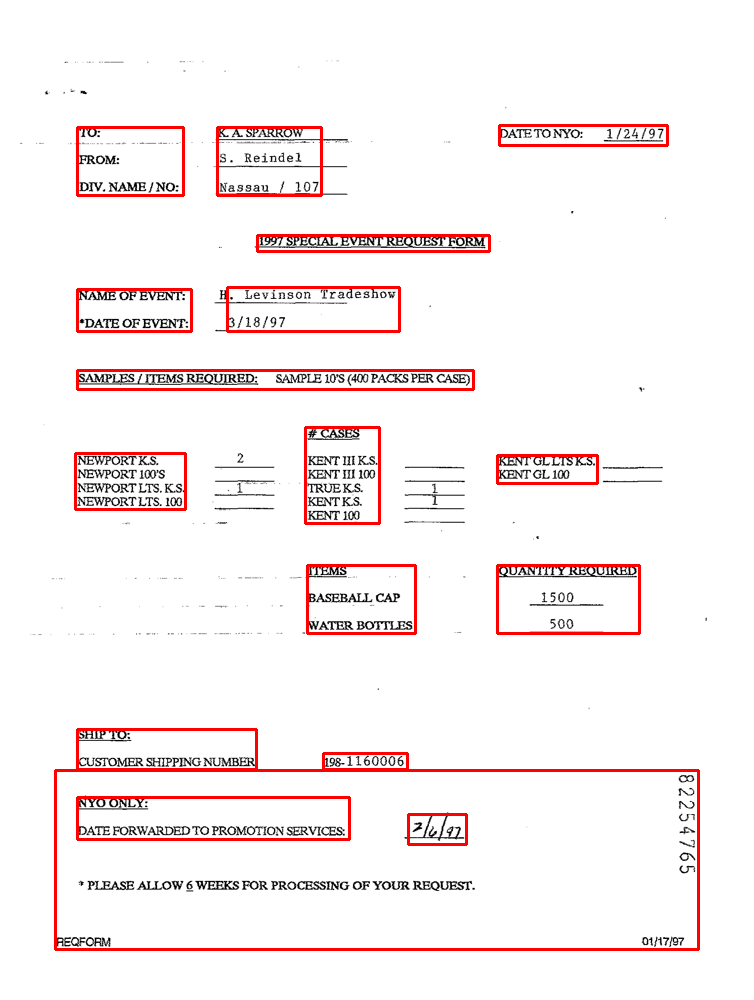 TO: K. A. SPARROW DATE TO NYO: 1/24/97
FROM: S. Reindel
DIV. NAME / NO: Nassau / 107
1997 SPECIAL EVENT REQUEST FORM
NAME OF EVENT: H. Levinson Tradeshow
*DATE OF EVENT: 3/18/97
SAMPLES / ITEMS REQUIRED: SAMPLE 10'S (400 PACKS PER CASE)
# CASES
NEWPORT K.S. 2 KENT III K.S. KENT GL LTS K.S.
NEWPORT 100'S KENT III 100 KENT GL 100
NEWPORT LTS. K.S. 1 TRUE K.S. 1
NEWPORT LTS. 100 KENT K.S. 1
KENT 100
ITEMS QUANTITY REQUIRED
BASEBALL CAP 1500
WATER BOTTLES 500
SHIP TO:
CUSTOMER SHIPPING NUMBER 198-1160006
NYO ONLY:
DATE FORWARDED TO PROMOTION SERVICES: 2/6/97
* PLEASE ALLOW 6 WEEKS FOR PROCESSING OF YOUR REQUEST.
82254765
REQFORM 01/17/97